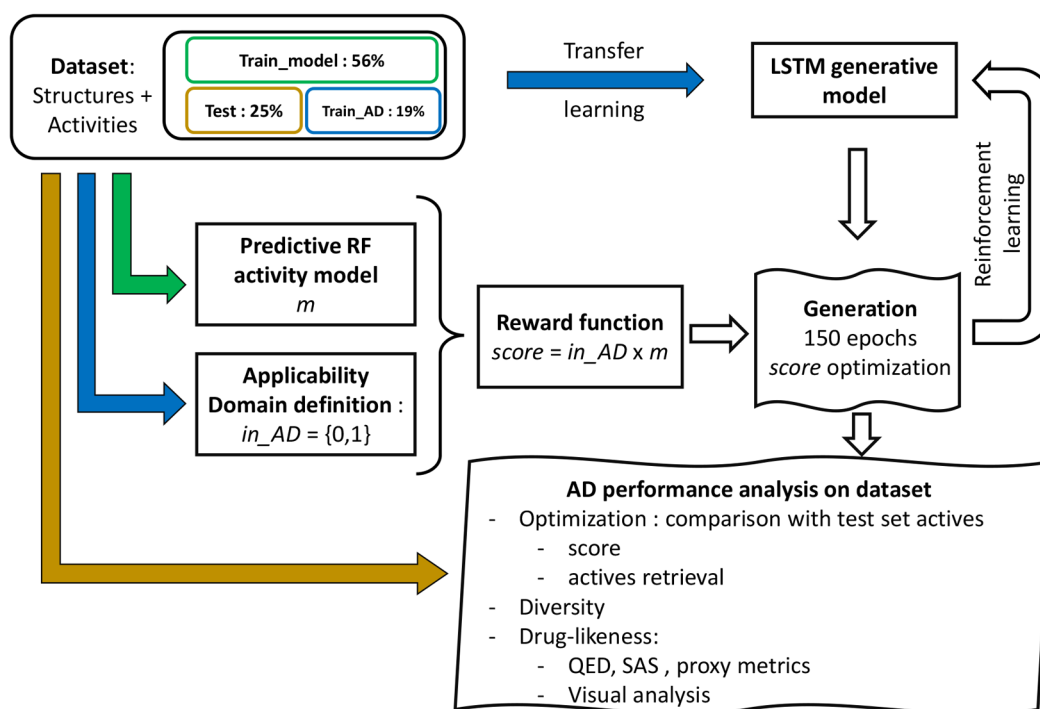 Dataset:
Structures +
Activities
Train_model : 56%
Test : 25%
Train_AD : 19%
Transfer
learning
LSTM generative
model
Reinforcement
learning
Predictive RF
activity model
m
Applicability
Domain definition :
in_AD = {0,1}
Reward function
score = in_AD x m
Generation
150 epochs
score optimization
AD performance analysis on dataset
- Optimization : comparison with test set actives
- score
- actives retrieval
- Diversity
- Drug-likeness:
- QED, SAS , proxy metrics
- Visual analysis